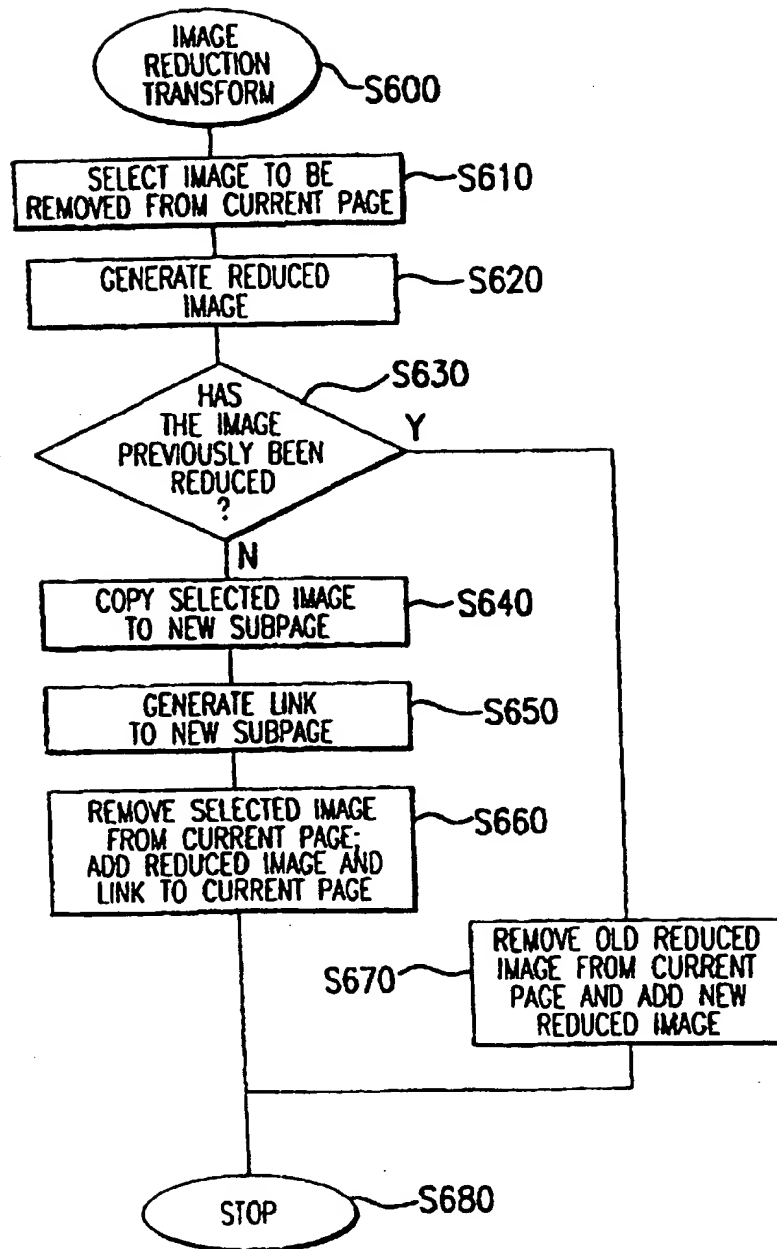 IMAGE
REDUCTION
TRANSFORM
S600
SELECT IMAGE TO BE
REMOVED FROM CURRENT PAGE
S610
GENERATE REDUCED
IMAGE
S620
HAS
THE IMAGE
PREVIOUSLY BEEN
REDUCED
?
S630
Y
N
COPY SELECTED IMAGE
TO NEW SUBPAGE
S640
GENERATE LINK
TO NEW SUBPAGE
S650
REMOVE SELECTED IMAGE
FROM CURRENT PAGE;
ADD REDUCED IMAGE AND
LINK TO CURRENT PAGE
S660
REMOVE OLD REDUCED
IMAGE FROM CURRENT
PAGE AND ADD NEW
REDUCED IMAGE
S670
STOP
S680